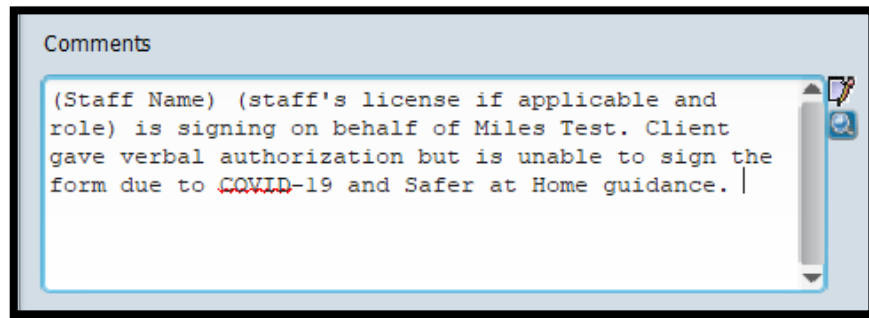 Comments
(Staff Name) (staff's license if applicable and
role) is signing on behalf of Miles Test. Client
gave verbal authorization but is unable to sign the
form due to COVID-19 and Safer at Home guidance.